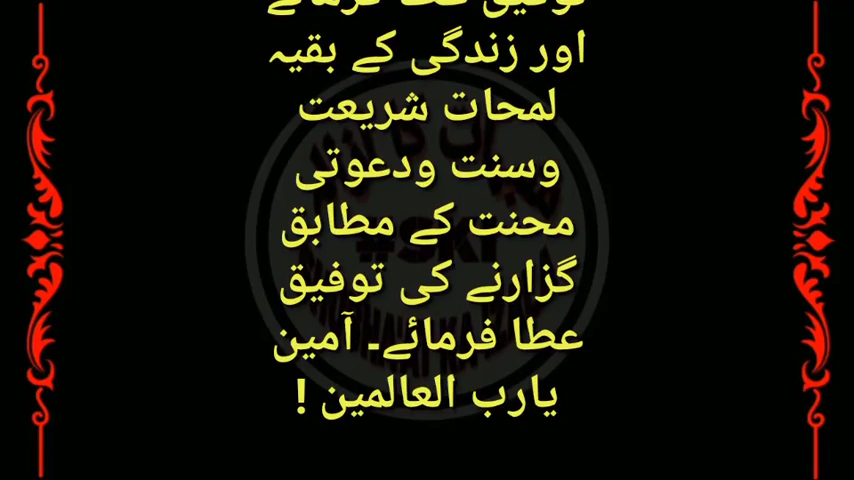 اور زندگی کے بقیہ
لمحات شریعت
وسنت ودعوتی
محنت کے مطابق
گزارنے کی توفیق
عطا فرمائے۔ آمین
یارب العالمین !